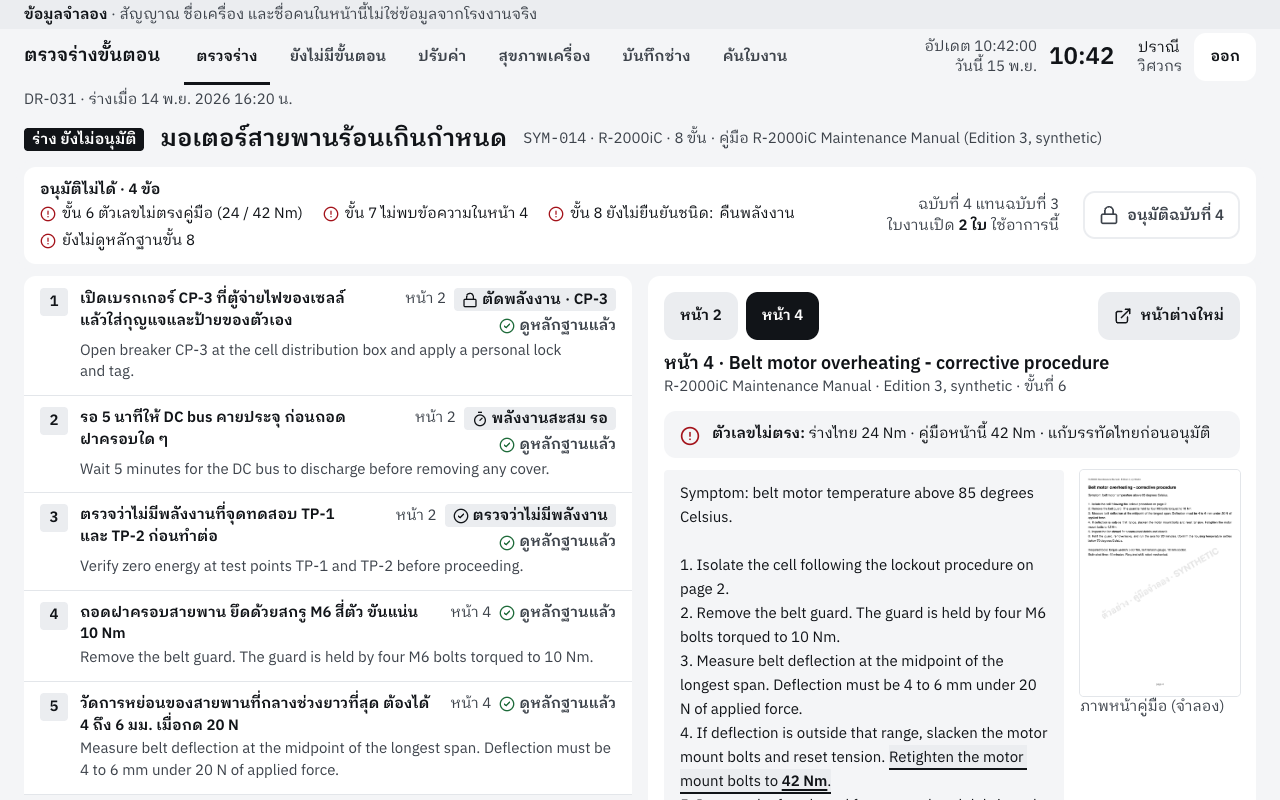 ข้อมูลจำลอง · สัญญาณ ชื่อเครื่อง และชื่อคนในหน้านี้ไม่ใช่ข้อมูลจากโรงงานจริง
ตรวจร่างขั้นตอน
ตรวจร่าง
ยังไม่มีขั้นตอน
ปรับค่า
สุขภาพเครื่อง
บันทึกช่าง
ค้นใบงาน
อัปเดต 10:42:00
วันนี้ 15 พ.ย.
10:42
ปราณี
วิศวกร
ออก
DR-031 · ร่างเมื่อ 14 พ.ย. 2026 16:20 น.
ร่าง ยังไม่อนุมัติ
มอเตอร์สายพานร้อนเกินกำหนด
SYM-014 · R-2000iC · 8 ขั้น · คู่มือ R-2000iC Maintenance Manual (Edition 3, synthetic)
อนุมัติไม่ได้ · 4 ข้อ
ขั้น 6 ตัวเลขไม่ตรงคู่มือ (24 / 42 Nm)
ขั้น 7 ไม่พบข้อความในหน้า 4
ขั้น 8 ยังไม่ยืนยันชนิด: คืนพลังงาน
ยังไม่ดูหลักฐานขั้น 8
ฉบับที่ 4 แทนฉบับที่ 3
ใบงานเปิด 2 ใบ ใช้อาการนี้
อนุมัติฉบับที่ 4
1
เปิดเบรกเกอร์ CP-3 ที่ตู้จ่ายไฟของเซลล์
แล้วใส่กุญแจและป้ายของตัวเอง
หน้า 2
ตัดพลังงาน · CP-3
ดูหลักฐานแล้ว
Open breaker CP-3 at the cell distribution box and apply a personal lock
and tag.
2
รอ 5 นาทีให้ DC bus คายประจุ ก่อนถอด
ฝาครอบใด ๆ
หน้า 2
พลังงานสะสม รอ
ดูหลักฐานแล้ว
Wait 5 minutes for the DC bus to discharge before removing any cover.
3
ตรวจว่าไม่มีพลังงานที่จุดทดสอบ TP-1
และ TP-2 ก่อนทำต่อ
หน้า 2
ตรวจว่าไม่มีพลังงาน
ดูหลักฐานแล้ว
Verify zero energy at test points TP-1 and TP-2 before proceeding.
4
ถอดฝาครอบสายพาน ยึดด้วยสกรู M6 สี่ตัว ขันแน่น
10 Nm
หน้า 4
ดูหลักฐานแล้ว
Remove the belt guard. The guard is held by four M6 bolts torqued to 10 Nm.
5
วัดการหย่อนของสายพานที่กลางช่วงยาวที่สุด ต้องได้
4 ถึง 6 มม. เมื่อกด 20 N
หน้า 4
ดูหลักฐานแล้ว
Measure belt deflection at the midpoint of the longest span. Deflection must be
4 to 6 mm under 20 N of applied force.
หน้า 2
หน้า 4
หน้าต่างใหม่
หน้า 4 · Belt motor overheating - corrective procedure
R-2000iC Maintenance Manual · Edition 3, synthetic · ขั้นที่ 6
ตัวเลขไม่ตรง: ร่างไทย 24 Nm · คู่มือหน้านี้ 42 Nm · แก้บรรทัดไทยก่อนอนุมัติ
Symptom: belt motor temperature above 85 degrees
Celsius.
1. Isolate the cell following the lockout procedure on
page 2.
2. Remove the belt guard. The guard is held by four M6
bolts torqued to 10 Nm.
3. Measure belt deflection at the midpoint of the
longest span. Deflection must be 4 to 6 mm under 20
N of applied force.
4. If deflection is outside that range, slacken the motor
mount bolts and reset tension. Retighten the motor
mount bolts to 42 Nm.
Belt motor overheating - corrective procedure
ตัวอย่าง · คู่มือจำลอง · SYNTHETIC
ภาพหน้าคู่มือ (จำลอง)